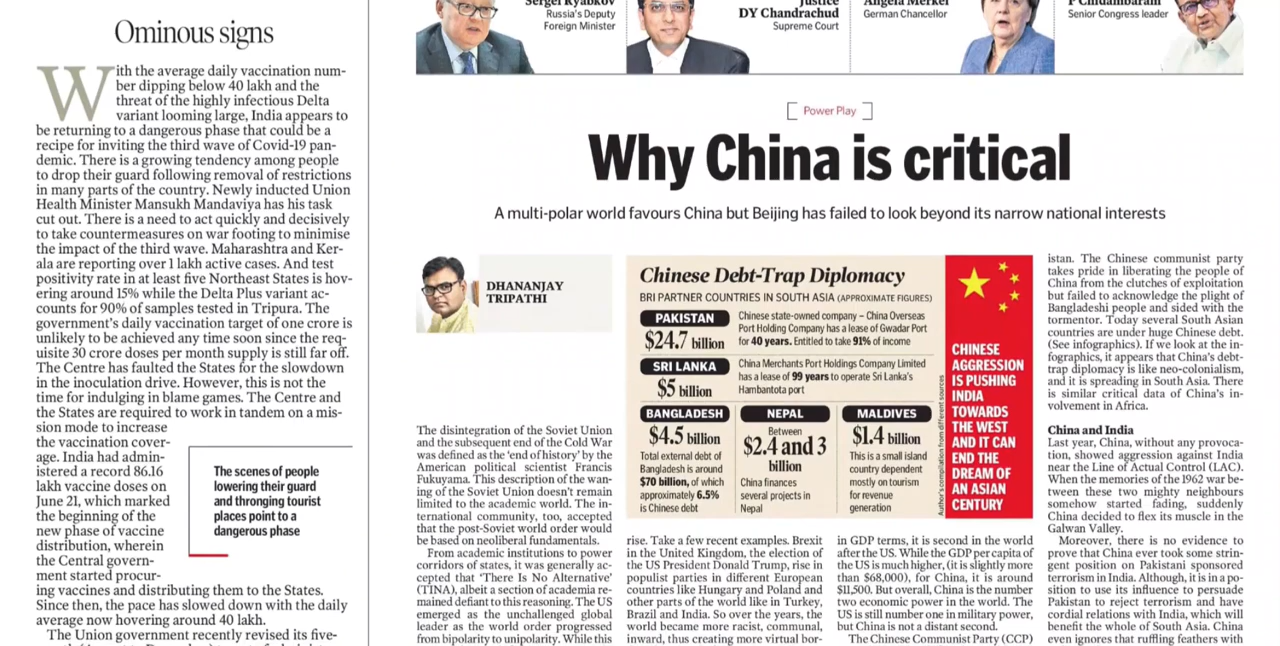 Ominous signs
With the average daily vaccination num-
ber dipping below 40 lakh and the
threat of the highly infectious Delta
variant looming large, India appears to
be returning to a dangerous phase that could be a
recipe for inviting the third wave of Covid-19 pan-
demic. There is a growing tendency among people
to drop their guard following removal of restrictions
in many parts of the country. Newly inducted Union
Health Minister Mansukh Mandaviya has his task
cut out. There is a need to act quickly and decisively
to take countermeasures on war footing to minimise
the impact of the third wave. Maharashtra and Ker-
ala are reporting over 1 lakh active cases. And test
positivity rate in at least five Northeast States is hov-
ering around 15% while the Delta Plus variant ac-
counts for 90% of samples tested in Tripura. The
government's daily vaccination target of one crore is
unlikely to be achieved any time soon since the req-
uisite 30 crore doses per month supply is still far off.
The Centre has faulted the States for the slowdown
in the inoculation drive. However, this is not the
time for indulging in blame games. The Centre and
the States are required to work in tandem on a mis-
sion mode to increase
the vaccination cover-
age. India had admin-
istered a record 86.16
lakh vaccine doses on
June 21, which marked
the beginning of the
new phase of vaccine
distribution, wherein
the Central govern-
ment started procur-
ing vaccines and distributing them to the States.
Since then, the pace has slowed down with the daily
average now hovering around 40 lakh.
The Union government recently revised its five-
The scenes of people
lowering their guard
and thronging tourist
places point to a
dangerous phase
Sergei Ryabkov
Russia's Deputy
Foreign Minister
Justice
DY Chandrachud
Supreme Court
Angela Merkel
German Chancellor
P Chidambaram
Senior Congress leader
Power Play
Why China is critical
A multi-polar world favours China but Beijing has failed to look beyond its narrow national interests
DHANANJAY
TRIPATHI
The disintegration of the Soviet Union
and the subsequent end of the Cold War
was defined as the 'end of history' by the
American political scientist Francis
Fukuyama. This description of the wan-
ing of the Soviet Union doesn't remain
limited to the academic world. The in-
ternational community, too, accepted
that the post-Soviet world order would
be based on neoliberal fundamentals.
From academic institutions to power
corridors of states, it was generally ac-
cepted that 'There Is No Alternative'
(TINA), albeit a section of academia re-
mained defiant to this reasoning. The US
emerged as the unchallenged global
leader as the world order progressed
from bipolarity to unipolarity. While this
Chinese Debt-Trap Diplomacy
BRI PARTNER COUNTRIES IN SOUTH ASIA (APPROXIMATE FIGURES)
PAKISTAN
$24.7 billion
Chinese state-owned company – China Overseas
Port Holding Company has a lease of Gwadar Port
for 40 years. Entitled to take 91% of income
SRI LANKA
$5 billion
China Merchants Port Holdings Company Limited
has a lease of 99 years to operate Sri Lanka's
Hambantota port
BANGLADESH
$4.5 billion
Total external debt of
Bangladesh is around
$70 billion, of which
approximately 6.5%
is Chinese debt
NEPAL
Between
$2.4 and 3
billion
China finances
several projects in
Nepal
MALDIVES
$1.4 billion
This is a small island
country dependent
mostly on tourism
for revenue
generation
Author's compilation from different sources
CHINESE
AGGRESSION
IS PUSHING
INDIA
TOWARDS
THE WEST
AND IT CAN
END THE
DREAM OF
AN ASIAN
CENTURY
rise. Take a few recent examples. Brexit
in the United Kingdom, the election of
the US President Donald Trump, rise in
populist parties in different European
countries like Hungary and Poland and
other parts of the world like in Turkey,
Brazil and India. So over the years, the
world became more racist, communal,
inward, thus creating more virtual bor-
in GDP terms, it is second in the world
after the US. While the GDP per capita of
the US is much higher, (it is slightly more
than $68,000), for China, it is around
$11,500. But overall, China is the number
two economic power in the world. The
US is still number one in military power,
but China is not a distant second.
The Chinese Communist Party (CCP)
istan. The Chinese communist party
takes pride in liberating the people of
China from the clutches of exploitation
but failed to acknowledge the plight of
Bangladeshi people and sided with the
tormentor. Today several South Asian
countries are under huge Chinese debt.
(See infographics). If we look at the in-
fographics, it appears that China's debt-
trap diplomacy is like neo-colonialism,
and it is spreading in South Asia. There
is similar critical data of China's in-
volvement in Africa.
China and India
Last year, China, without any provoca-
tion, showed aggression against India
near the Line of Actual Control (LAC).
When the memories of the 1962 war be-
tween these two mighty neighbours
somehow started fading, suddenly
China decided to flex its muscle in the
Galwan Valley.
Moreover, there is no evidence to
prove that China ever took some strin-
gent position on Pakistani sponsored
terrorism in India. Although, it is in a po-
sition to use its influence to persuade
Pakistan to reject terrorism and have
cordial relations with India, which will
benefit the whole of South Asia. China
even ignores that ruffling feathers with